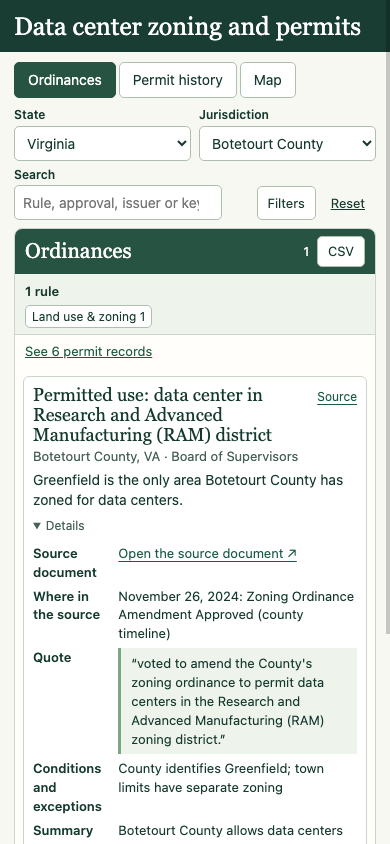 Data center zoning and permits
Ordinances
Permit history
Map
State
Jurisdiction
Virginia
Botetourt County
Search
Rule, approval, issuer or key
Filters
Reset
Ordinances
1
CSV
1 rule
Land use & zoning 1
See 6 permit records
Permitted use: data center in
Research and Advanced
Manufacturing (RAM) district
Source
Botetourt County, VA · Board of Supervisors
Greenfield is the only area Botetourt County has
zoned for data centers.
▼ Details
Source
document
Open the source document ↗
Where in
the source
November 26, 2024: Zoning Ordinance
Amendment Approved (county
timeline)
Quote
“voted to amend the County's
zoning ordinance to permit data
centers in the Research and
Advanced Manufacturing (RAM)
zoning district.”
Conditions
and
exceptions
County identifies Greenfield; town
limits have separate zoning
Summary
Botetourt County allows data centers